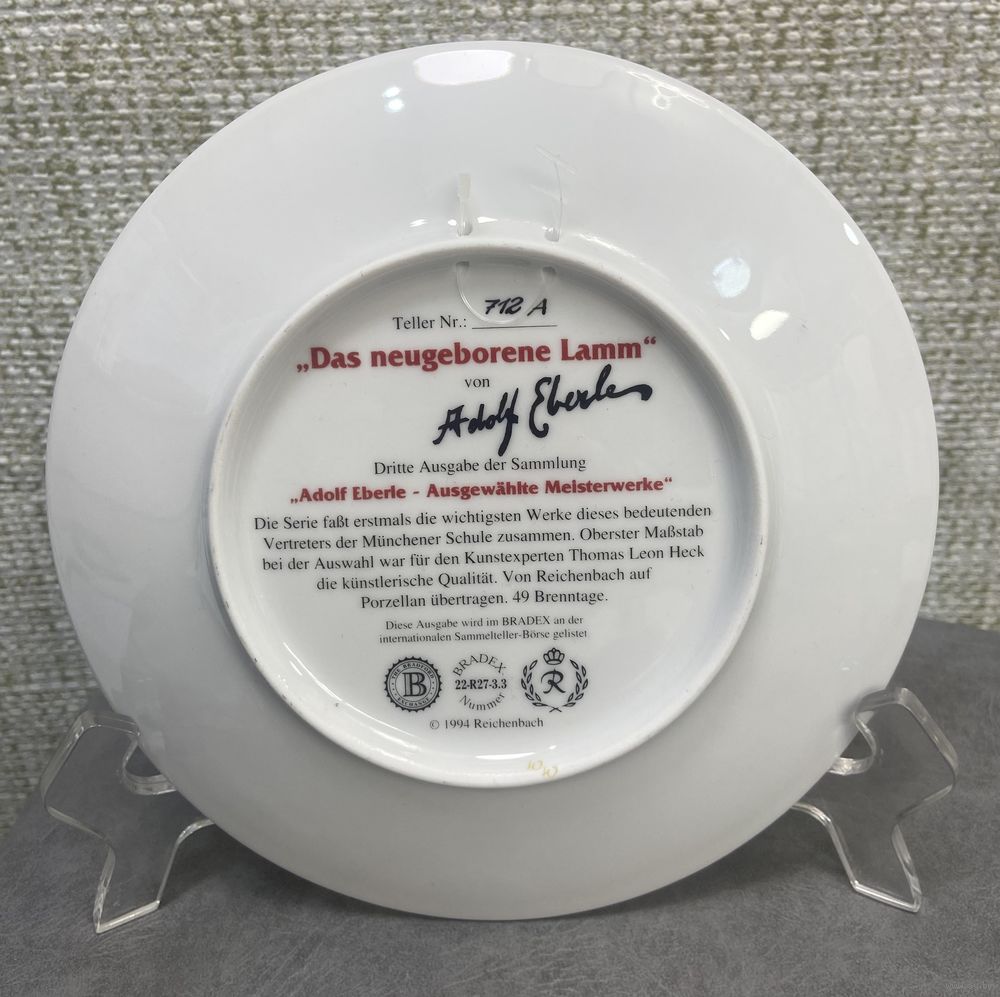 712 A
Teller Nr.:
„Das neugeborene Lamm“
von
Adolf Eberle
Dritte Ausgabe der Sammlung
„Adolf Eberle - Ausgewählte Meisterwerke“
Die Serie faßt erstmals die wichtigsten Werke dieses bedeutenden
Vertreters der Münchener Schule zusammen. Oberster Maßstab
bei der Auswahl war für den Kunstexperten Thomas Leon Heck
die künstlerische Qualität. Von Reichenbach auf
Porzellan übertragen. 49 Brenntage.
Diese Ausgabe wird im BRADEX an der
internationalen Sammelteller-Börse gelistet
THE BRADFORD
B
EXCHANGE
BRADEX
22-R27-3.3
Nummer
R
© 1994 Reichenbach